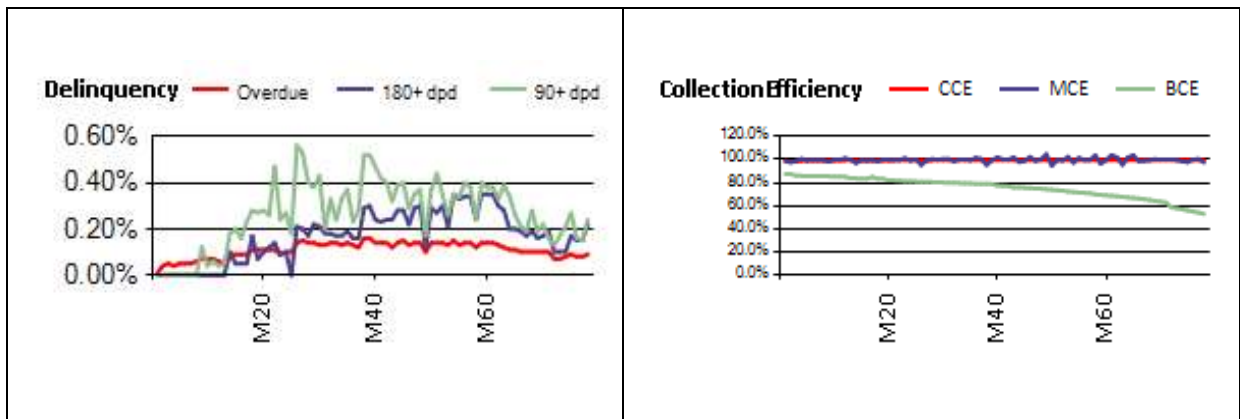 Delinquency Overdue 180+ dpd 90+ dpd
0.60%
0.40%
0.20%
0.00%
M20
M40
M60
Collection Efficiency CCE MCE BCE
120.0%
100.0%
80.0%
60.0%
40.0%
20.0%
0.0%
M20
M40
M60